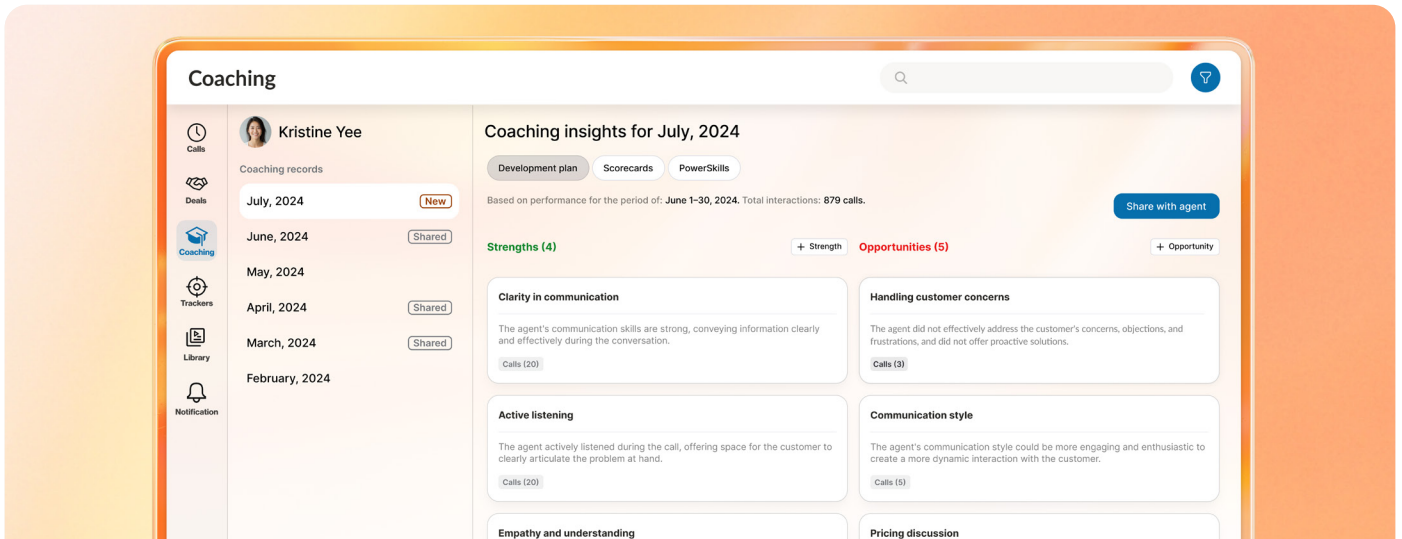 Coaching
Calls
Deals
Coaching
Trackers
Library
Notification
Kristine Yee
Coaching records
July, 2024 New
June, 2024 Shared
May, 2024
April, 2024 Shared
March, 2024 Shared
February, 2024
Coaching insights for July, 2024
Development plan Scorecards PowerSkills
Based on performance for the period of: June 1–30, 2024. Total interactions: 879 calls.
Share with agent
Strengths (4) + Strength
Clarity in communication
The agent's communication skills are strong, conveying information clearly
and effectively during the conversation.
Calls (20)
Active listening
The agent actively listened during the call, offering space for the customer to
clearly articulate the problem at hand.
Calls (20)
Empathy and understanding
Opportunities (5) + Opportunity
Handling customer concerns
The agent did not effectively address the customer's concerns, objections, and
frustrations, and did not offer proactive solutions.
Calls (3)
Communication style
The agent's communication style could be more engaging and enthusiastic to
create a more dynamic interaction with the customer.
Calls (5)
Pricing discussion